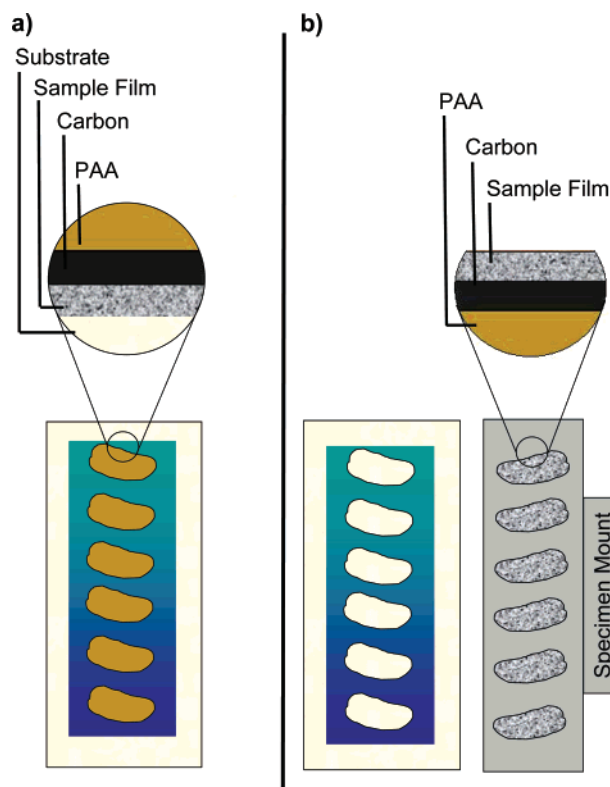 a)
Substrate
Sample Film
Carbon
PAA
b)
PAA
Carbon
Sample Film
Specimen Mount